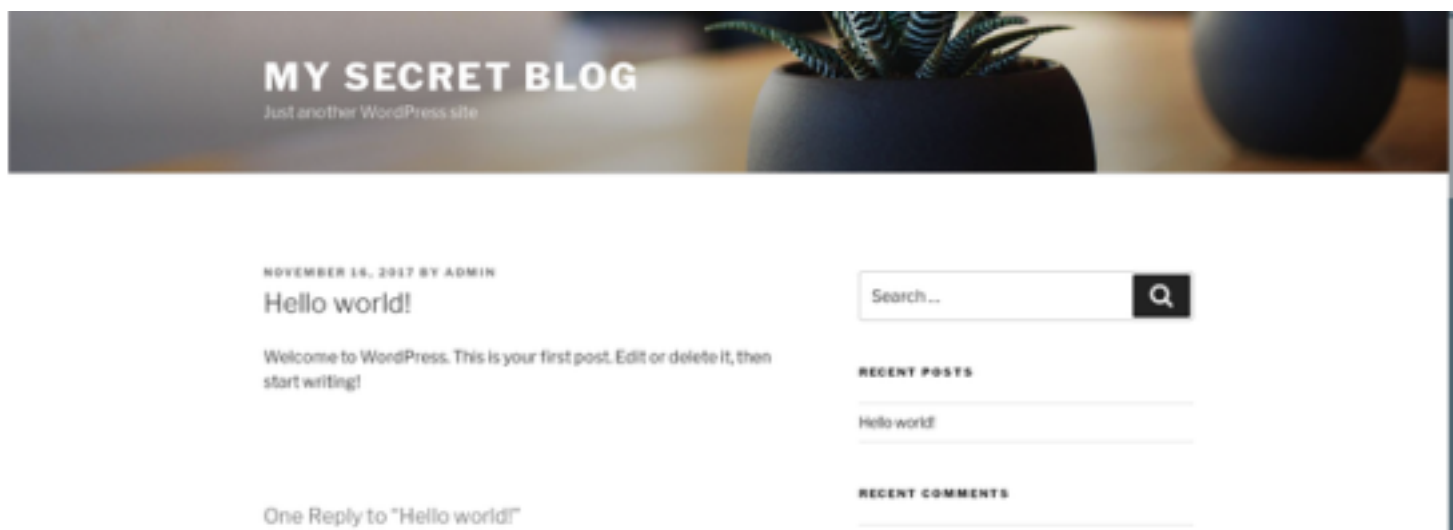 MY SECRET BLOG
Just another WordPress site
NOVEMBER 16, 2017 BY ADMIN
Hello world!
Welcome to WordPress. This is your first post. Edit or delete it, then
start writing!
One Reply to "Hello world!"
Search …
RECENT POSTS
Hello world!
RECENT COMMENTS